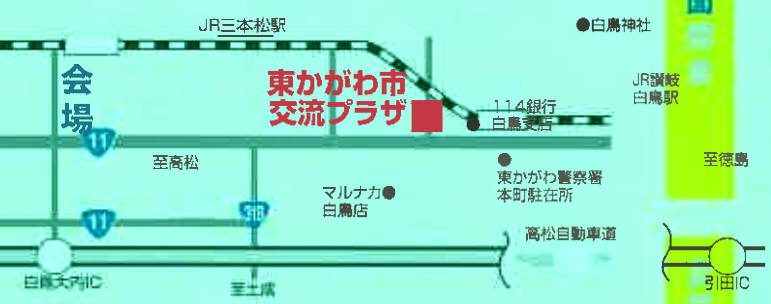 JR三本松駅
白鳥神社
会場
東かがわ市
交流プラザ
JR讃岐
白鳥駅
114銀行
白鳥支店
11
至高松
至徳島
東かがわ警察署
本町駐在所
マルナカ
白鳥店
11
高松自動車道
白鳥大内IC
引田IC